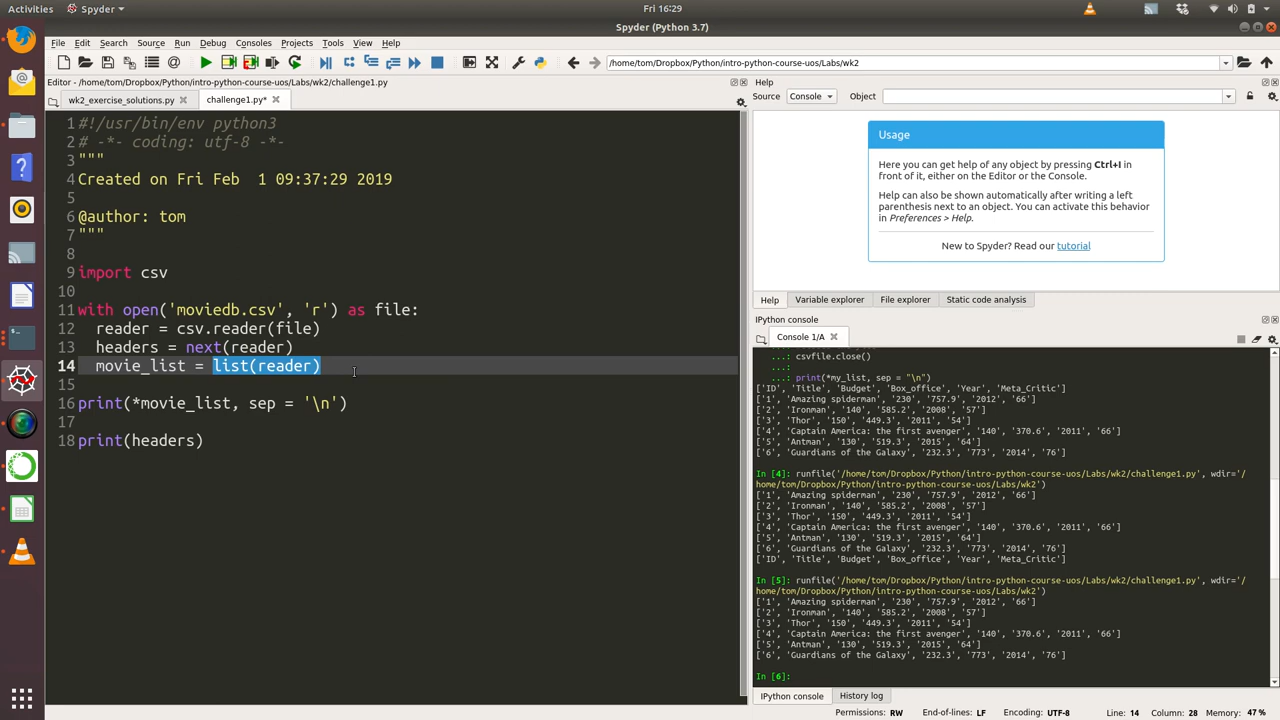 Activities
Spyder
Fri 16:29
Spyder (Python 3.7)
File Edit Search Source Run Debug Consoles Projects Tools View Help
/home/tom/Dropbox/Python/intro-python-course-uos/Labs/wk2
Editor - /home/tom/Dropbox/Python/intro-python-course-uos/Labs/wk2/challenge1.py
wk2_exercise_solutions.py
challenge1.py*
1 #!/usr/bin/env python3
2 # -*- coding: utf-8 -*-
3 """
4 Created on Fri Feb  1 09:37:29 2019
5
6 @author: tom
7 """
8
9 import csv
10
11 with open('moviedb.csv', 'r') as file:
12   reader = csv.reader(file)
13   headers = next(reader)
14   movie_list = list(reader)
15
16 print(*movie_list, sep = '\n')
17
18 print(headers)
Help
Source Console Object
Usage
Here you can get help of any object by pressing Ctrl+I in
front of it, either on the Editor or the Console.
Help can also be shown automatically after writing a left
parenthesis next to an object. You can activate this behavior
in Preferences > Help.
New to Spyder? Read our tutorial
Help Variable explorer File explorer Static code analysis
IPython console
Console 1/A
...: csvfile.close()
...:
...: print(*my_list, sep = "\n")
['ID', 'Title', 'Budget', 'Box_office', 'Year', 'Meta_Critic']
['1', 'Amazing spiderman', '230', '757.9', '2012', '66']
['2', 'Ironman', '140', '585.2', '2008', '57']
['3', 'Thor', '150', '449.3', '2011', '54']
['4', 'Captain America: the first avenger', '140', '370.6', '2011', '66']
['5', 'Antman', '130', '519.3', '2015', '64']
['6', 'Guardians of the Galaxy', '232.3', '773', '2014', '76']
In [4]: runfile('/home/tom/Dropbox/Python/intro-python-course-uos/Labs/wk2/challenge1.py', wdir='/
home/tom/Dropbox/Python/intro-python-course-uos/Labs/wk2')
['1', 'Amazing spiderman', '230', '757.9', '2012', '66']
['2', 'Ironman', '140', '585.2', '2008', '57']
['3', 'Thor', '150', '449.3', '2011', '54']
['4', 'Captain America: the first avenger', '140', '370.6', '2011', '66']
['5', 'Antman', '130', '519.3', '2015', '64']
['6', 'Guardians of the Galaxy', '232.3', '773', '2014', '76']
['ID', 'Title', 'Budget', 'Box_office', 'Year', 'Meta_Critic']
In [5]: runfile('/home/tom/Dropbox/Python/intro-python-course-uos/Labs/wk2/challenge1.py', wdir='/
home/tom/Dropbox/Python/intro-python-course-uos/Labs/wk2')
['1', 'Amazing spiderman', '230', '757.9', '2012', '66']
['2', 'Ironman', '140', '585.2', '2008', '57']
['3', 'Thor', '150', '449.3', '2011', '54']
['4', 'Captain America: the first avenger', '140', '370.6', '2011', '66']
['5', 'Antman', '130', '519.3', '2015', '64']
['6', 'Guardians of the Galaxy', '232.3', '773', '2014', '76']
In [6]:
IPython console History log
Permissions: RW End-of-lines: LF Encoding: UTF-8 Line: 14 Column: 28 Memory: 47 %